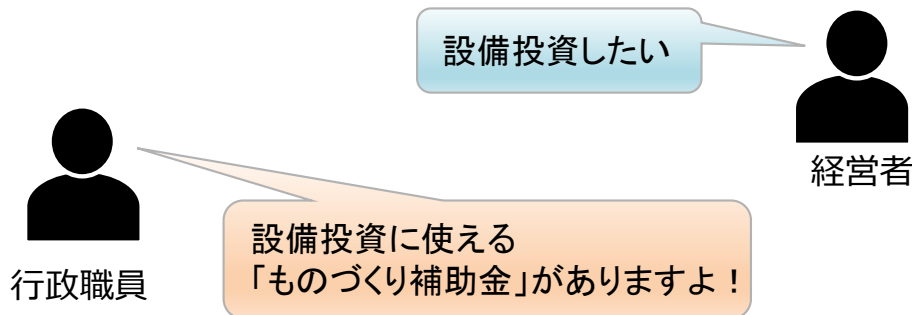 設備投資したい
経営者
行政職員
設備投資に使える
「ものづくり補助金」がありますよ！